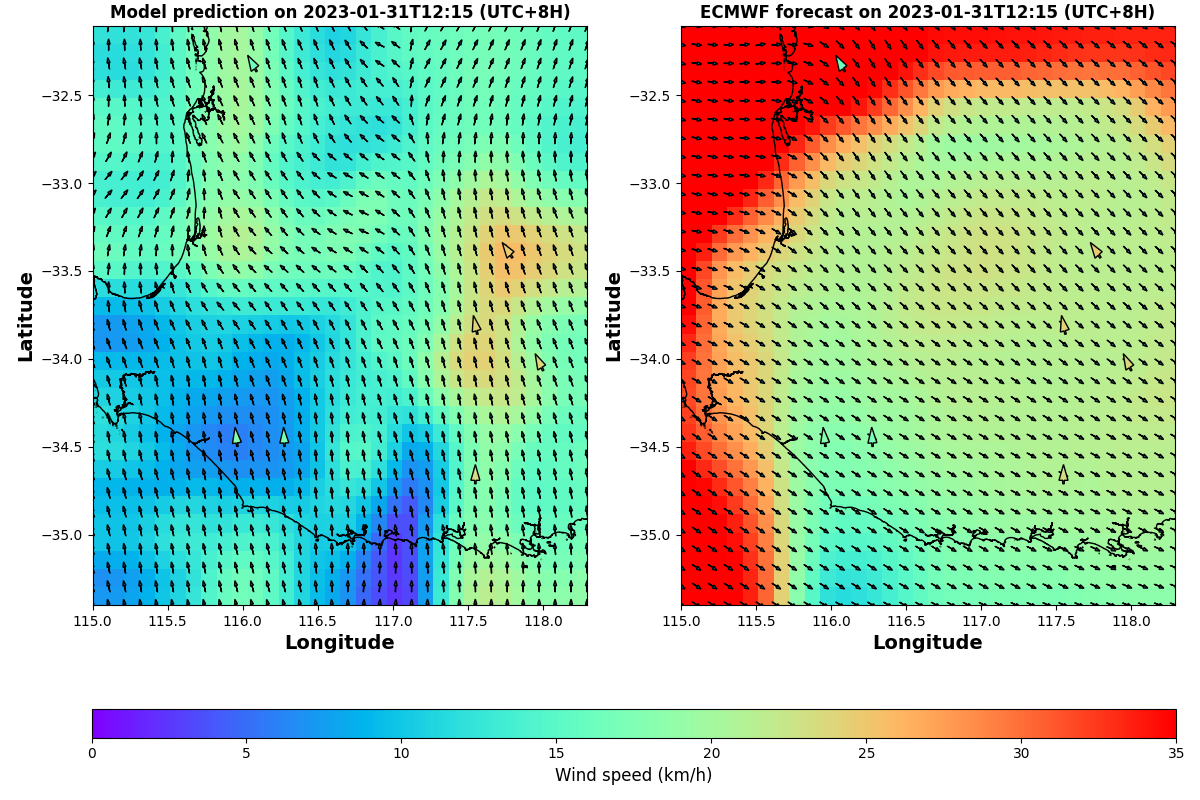 Model prediction on 2023-01-31T12:15 (UTC+8H)
ECMWF forecast on 2023-01-31T12:15 (UTC+8H)
−32.5
−33.0
−33.5
−34.0
−34.5
−35.0
Latitude
115.0 115.5 116.0 116.5 117.0 117.5 118.0
Longitude
−32.5
−33.0
−33.5
−34.0
−34.5
−35.0
Latitude
115.0 115.5 116.0 116.5 117.0 117.5 118.0
Longitude
0 5 10 15 20 25 30 35
Wind speed (km/h)